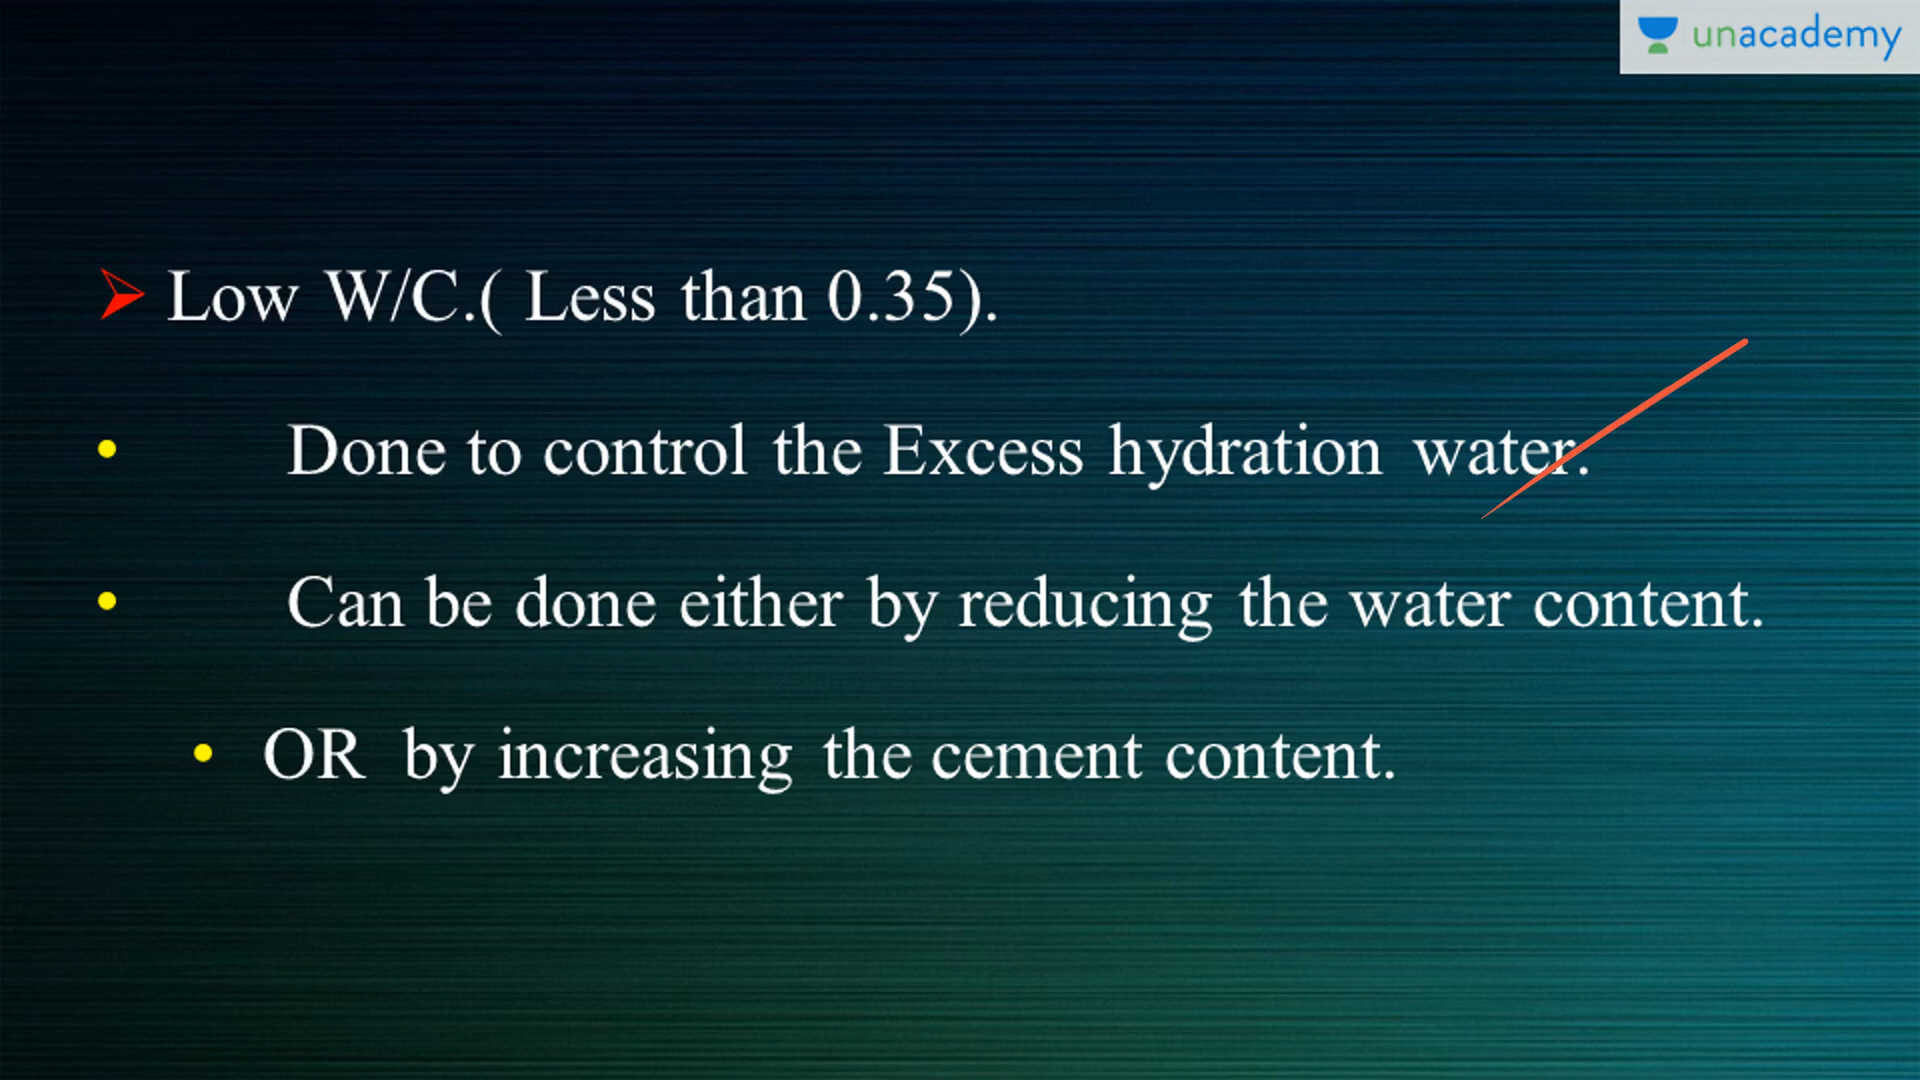 unacademy
Low W/C.( Less than 0.35).
Done to control the Excess hydration water.
Can be done either by reducing the water content.
OR by increasing the cement content.